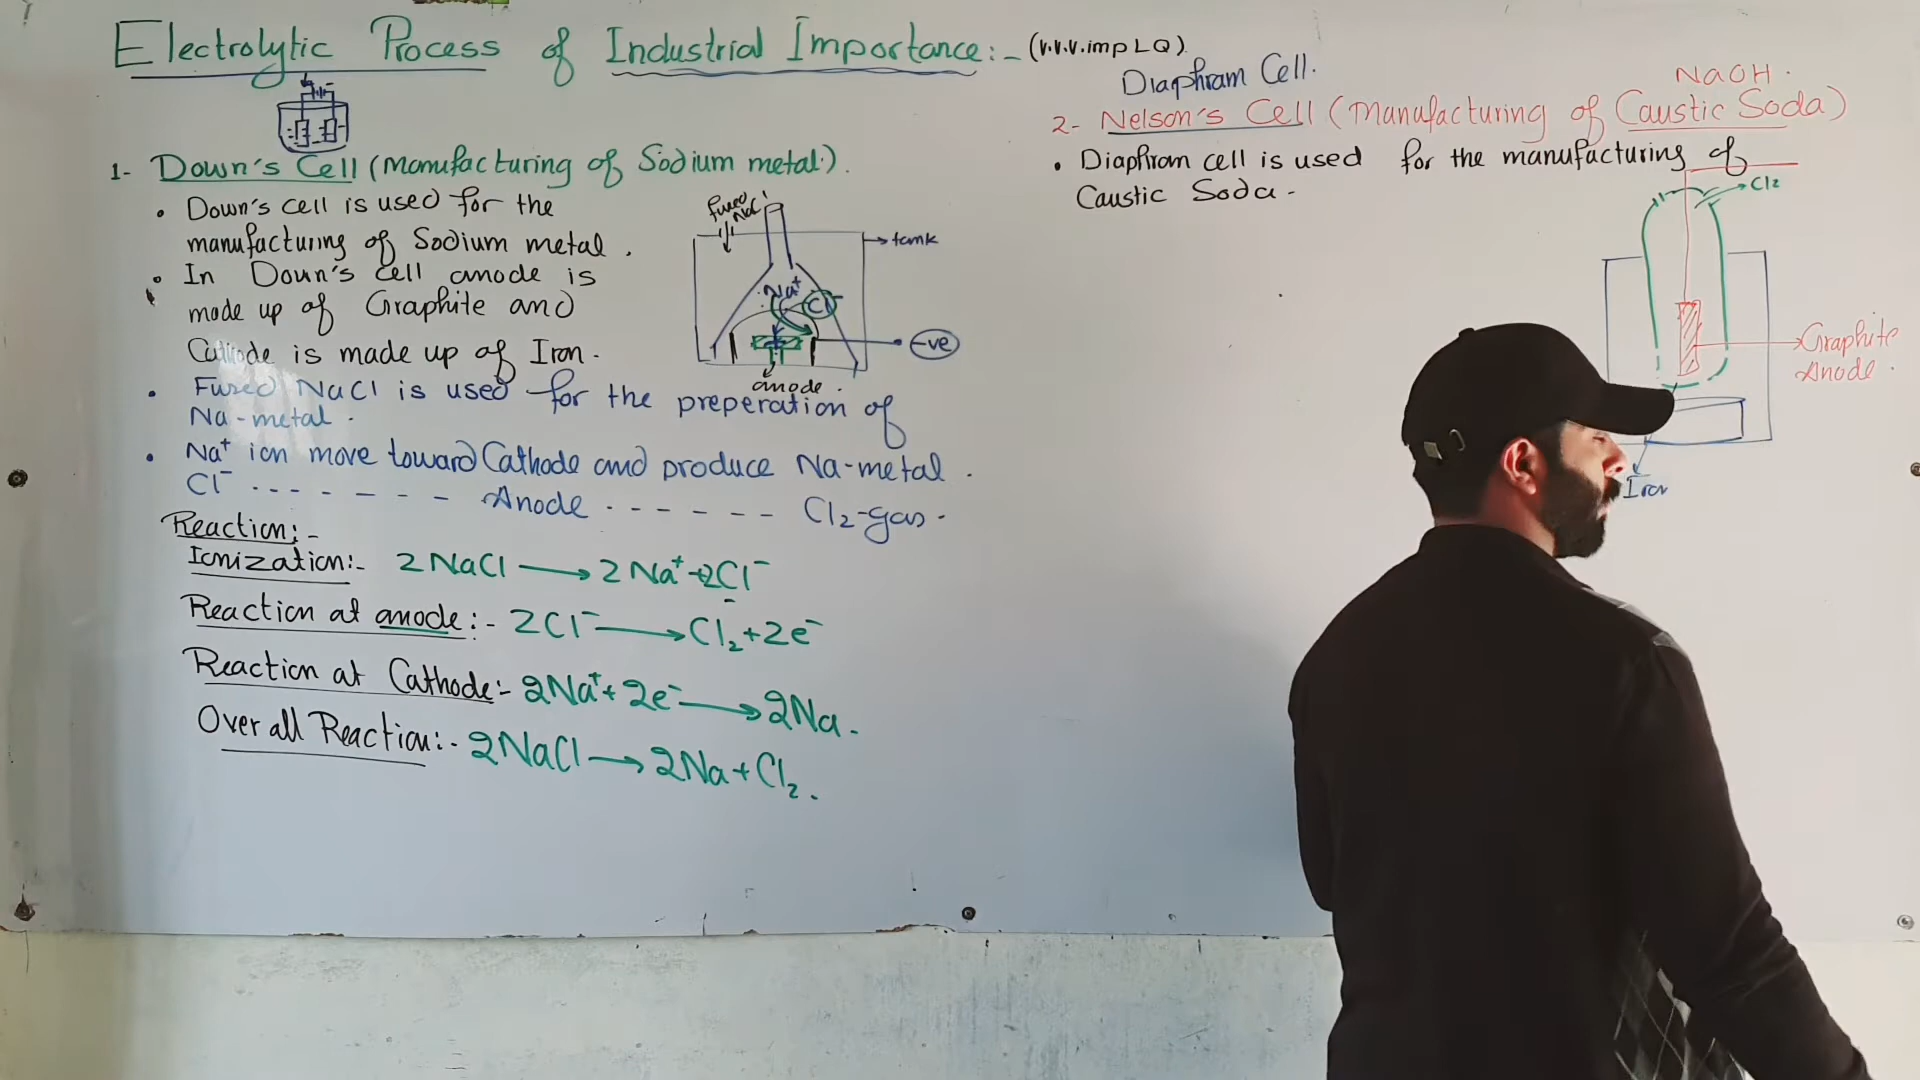 Electrolytic Process of Industrial Importance:- (v.v.v.imp LQ).
1- Down's Cell (Manufacturing of Sodium metal).
• Down's cell is used for the
manufacturing of Sodium metal.
• In Doun's cell anode is
made up of Graphite and
Cathode is made up of Iron.
• Fused NaCl is used for the preperation of
Na-metal.
• Na⁺ ion move toward Cathode and produce Na-metal.
Cl⁻ ------- Anode ------ Cl₂-gas.
fused NaCl
tank
Na⁺
Cl⁻
-ve
anode.
Reaction:-
Ionization:- 2NaCl → 2Na⁺+2Cl⁻
Reaction at anode:- 2Cl⁻ → Cl₂+2e⁻
Reaction at Cathode:- 2Na⁺+2e⁻ → 2Na.
Over all Reaction:- 2NaCl → 2Na+Cl₂.
Diaphram Cell.
NaOH.
2- Nelson's Cell (Manufacturing of Caustic Soda)
• Diaphram cell is used for the manufacturing of
Caustic Soda-
Cl₂
Graphite
Anode.
Iron